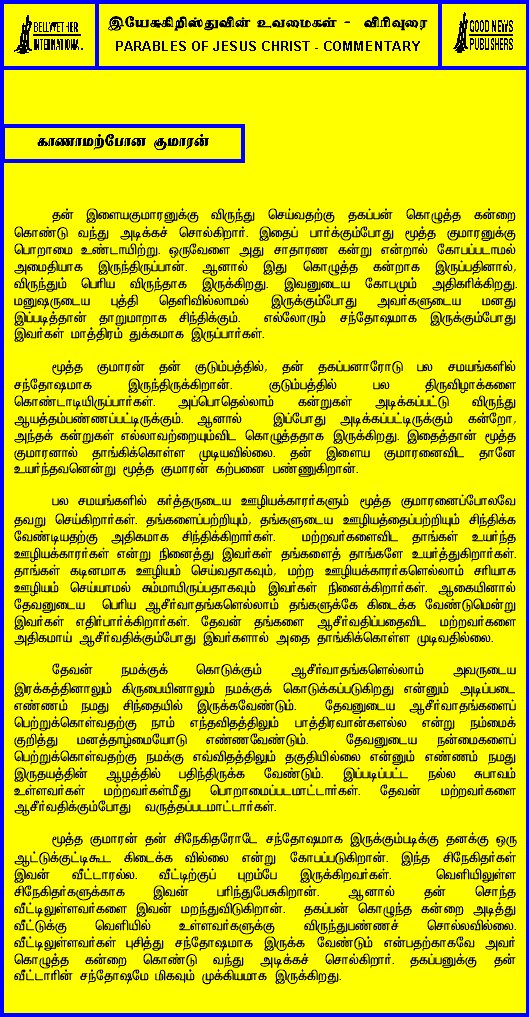 BELLWETHER
INTERNATIONAL
இயேசுகிறிஸ்துவின் உவமைகள் - விரிவுரை
PARABLES OF JESUS CHRIST - COMMENTARY
GOOD NEWS
PUBLISHERS
காணாமற்போன குமாரன்
தன் இளையகுமாரனுக்கு விருந்து செய்வதற்கு தகப்பன் கொழுத்த கன்றை
கொண்டு வந்து அடிக்கச் சொல்கிறார். இதைப் பார்க்கும்போது மூத்த குமாரனுக்கு
பொறாமை உண்டாயிற்று. ஒருவேளை அது சாதாரண கன்று என்றால் கோபப்படாமல்
அமைதியாக இருந்திருப்பான். ஆனால் இது கொழுத்த கன்றாக இருப்பதினால்,
விருந்தும் பெரிய விருந்தாக இருக்கிறது. இவனுடைய கோபமும் அதிகரிக்கிறது.
மனுஷருடைய புத்தி தெளிவில்லாமல் இருக்கும்போது அவர்களுடைய மனது
இப்படித்தான் தாறுமாறாக சிந்திக்கும். எல்லோரும் சந்தோஷமாக இருக்கும்போது
இவர்கள் மாத்திரம் துக்கமாக இருப்பார்கள்.
மூத்த குமாரன் தன் குடும்பத்தில், தன் தகப்பனாரோடு பல சமயங்களில்
சந்தோஷமாக இருந்திருக்கிறான். குடும்பத்தில் பல திருவிழாக்களை
கொண்டாடியிருப்பார்கள். அப்பொதெல்லாம் கன்றுகள் அடிக்கப்பட்டு விருந்து
ஆயத்தம்பண்ணப்பட்டிருக்கும். ஆனால் இப்போது அடிக்கப்பட்டிருக்கும் கன்றோ,
அந்தக் கன்றுகள் எல்லாவற்றையும்விட கொழுத்ததாக இருக்கிறது. இதைத்தான் மூத்த
குமாரனால் தாங்கிக்கொள்ள முடியவில்லை. தன் இளைய குமாரனைவிட தானே
உயர்ந்தவனென்று மூத்த குமாரன் கற்பனை பண்ணுகிறான்.
பல சமயங்களில் கர்த்தருடைய ஊழியக்காரர்களும் மூத்த குமாரனைப்போலவே
தவறு செய்கிறார்கள். தங்களைப்பற்றியும், தங்களுடைய ஊழியத்தைப்பற்றியும் சிந்திக்க
வேண்டியதற்கு அதிகமாக சிந்திக்கிறார்கள். மற்றவர்களைவிட தாங்கள் உயர்ந்த
ஊழியக்காரர்கள் என்று நினைத்து இவர்கள் தங்களைத் தாங்களே உயர்த்துகிறார்கள்.
தாங்கள் கடினமாக ஊழியம் செய்வதாகவும், மற்ற ஊழியக்காரர்களெல்லாம் சரியாக
ஊழியம் செய்யாமல் சும்மாயிருப்பதாகவும் இவர்கள் நினைக்கிறார்கள். ஆகையினால்
தேவனுடைய பெரிய ஆசீர்வாதங்களெல்லாம் தங்களுக்கே கிடைக்க வேண்டுமென்று
இவர்கள் எதிர்பார்க்கிறார்கள். தேவன் தங்களை ஆசீர்வதிப்பதைவிட மற்றவர்களை
அதிகமாய் ஆசீர்வதிக்கும்போது இவர்களால் அதை தாங்கிக்கொள்ள முடிவதில்லை.
தேவன் நமக்குக் கொடுக்கும் ஆசீர்வாதங்களெல்லாம் அவருடைய
இரக்கத்தினாலும் கிருபையினாலும் நமக்குக் கொடுக்கப்படுகிறது என்னும் அடிப்படை
எண்ணம் நமது சிந்தையில் இருக்கவேண்டும். தேவனுடைய ஆசீர்வாதங்களைப்
பெற்றுக்கொள்வதற்கு நாம் எந்தவிதத்திலும் பாத்திரவான்களல்ல என்று நம்மைக்
குறித்து மனத்தாழ்மையோடு எண்ணவேண்டும். தேவனுடைய நன்மைகளைப்
பெற்றுக்கொள்வதற்கு நமக்கு எவ்விதத்திலும் தகுதியில்லை என்னும் எண்ணம் நமது
இருதயத்தின் ஆழத்தில் பதிந்திருக்க வேண்டும். இப்படிப்பட்ட நல்ல சுபாவம்
உள்ளவர்கள் மற்றவர்கள்மீது பொறாமைப்படமாட்டார்கள். தேவன் மற்றவர்களை
ஆசீர்வதிக்கும்போது வருத்தப்படமாட்டார்கள்.
மூத்த குமாரன் தன் சிநேகிதரோடே சந்தோஷமாக இருக்கும்படிக்கு தனக்கு ஒரு
ஆட்டுக்குட்டிகூட கிடைக்க வில்லை என்று கோபப்படுகிறான். இந்த சிநேகிதர்கள்
இவன் வீட்டாரல்ல. வீட்டிற்குப் புறம்பே இருக்கிறவர்கள். வெளியிலுள்ள
சிநேகிதர்களுக்காக இவன் பரிந்துபேசுகிறான். ஆனால் தன் சொந்த
வீட்டிலுள்ளவர்களை இவன் மறந்துவிடுகிறான். தகப்பன் கொழுந்த கன்றை அடித்து
வீட்டுக்கு வெளியில் உள்ளவர்களுக்கு விருந்துபண்ணச் சொல்லவில்லை.
வீட்டிலுள்ளவர்கள் புசித்து சந்தோஷமாக இருக்க வேண்டும் என்பதற்காகவே அவர்
கொழுத்த கன்றை கொண்டு வந்து அடிக்கச் சொல்கிறார். தகப்பனுக்கு தன்
வீட்டாரின் சந்தோஷமே மிகவும் முக்கியமாக இருக்கிறது.